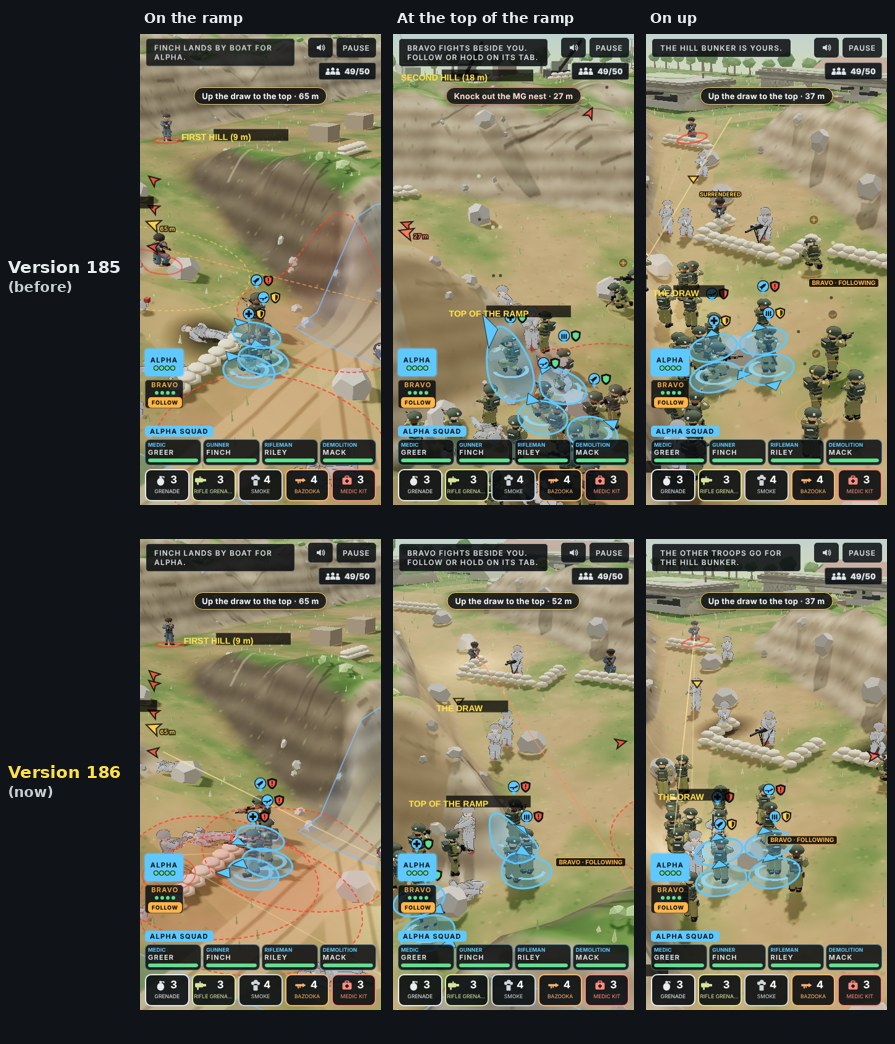 On the ramp
At the top of the ramp
On up
Version 185
(before)
FINCH LANDS BY BOAT FOR
ALPHA.
PAUSE
49/50
Up the draw to the top · 65 m
FIRST HILL (9 m)
65m
ALPHA
BRAVO
FOLLOW
ALPHA SQUAD
MEDIC
GREER
GUNNER
FINCH
RIFLEMAN
RILEY
DEMOLITION
MACK
3
GRENADE
3
RIFLE GRENA...
4
SMOKE
4
BAZOOKA
3
MEDIC KIT
BRAVO FIGHTS BESIDE YOU.
FOLLOW OR HOLD ON ITS TAB.
PAUSE
SECOND HILL (18 m)
49/50
Knock out the MG nest · 27 m
27m
TOP OF THE RAMP
ALPHA
BRAVO
FOLLOW
ALPHA SQUAD
MEDIC
GREER
GUNNER
FINCH
RIFLEMAN
RILEY
DEMOLITION
MACK
3
GRENADE
3
RIFLE GRENA...
4
SMOKE
4
BAZOOKA
3
MEDIC KIT
THE HILL BUNKER IS YOURS.
PAUSE
49/50
Up the draw to the top · 37 m
SURRENDERED
BRAVO · FOLLOWING
THE DRAW
ALPHA
BRAVO
FOLLOW
ALPHA SQUAD
MEDIC
GREER
GUNNER
FINCH
RIFLEMAN
RILEY
DEMOLITION
MACK
3
GRENADE
3
RIFLE GRENA...
4
SMOKE
4
BAZOOKA
3
MEDIC KIT
Version 186
(now)
FINCH LANDS BY BOAT FOR
ALPHA.
PAUSE
49/50
Up the draw to the top · 65 m
FIRST HILL (9 m)
65m
ALPHA
BRAVO
FOLLOW
ALPHA SQUAD
MEDIC
GREER
GUNNER
FINCH
RIFLEMAN
RILEY
DEMOLITION
MACK
3
GRENADE
3
RIFLE GRENA...
4
SMOKE
4
BAZOOKA
3
MEDIC KIT
BRAVO FIGHTS BESIDE YOU.
FOLLOW OR HOLD ON ITS TAB.
PAUSE
49/50
Up the draw to the top · 52 m
THE DRAW
TOP OF THE RAMP
BRAVO · FOLLOWING
ALPHA
BRAVO
FOLLOW
ALPHA SQUAD
MEDIC
GREER
GUNNER
FINCH
RIFLEMAN
RILEY
DEMOLITION
MACK
3
GRENADE
3
RIFLE GRENA...
4
SMOKE
4
BAZOOKA
3
MEDIC KIT
THE OTHER TROOPS GO FOR
THE HILL BUNKER.
PAUSE
49/50
Up the draw to the top · 37 m
THE DRAW
BRAVO · FOLLOWING
ALPHA
BRAVO
FOLLOW
ALPHA SQUAD
MEDIC
GREER
GUNNER
FINCH
RIFLEMAN
RILEY
DEMOLITION
MACK
3
GRENADE
3
RIFLE GRENA...
4
SMOKE
4
BAZOOKA
3
MEDIC KIT